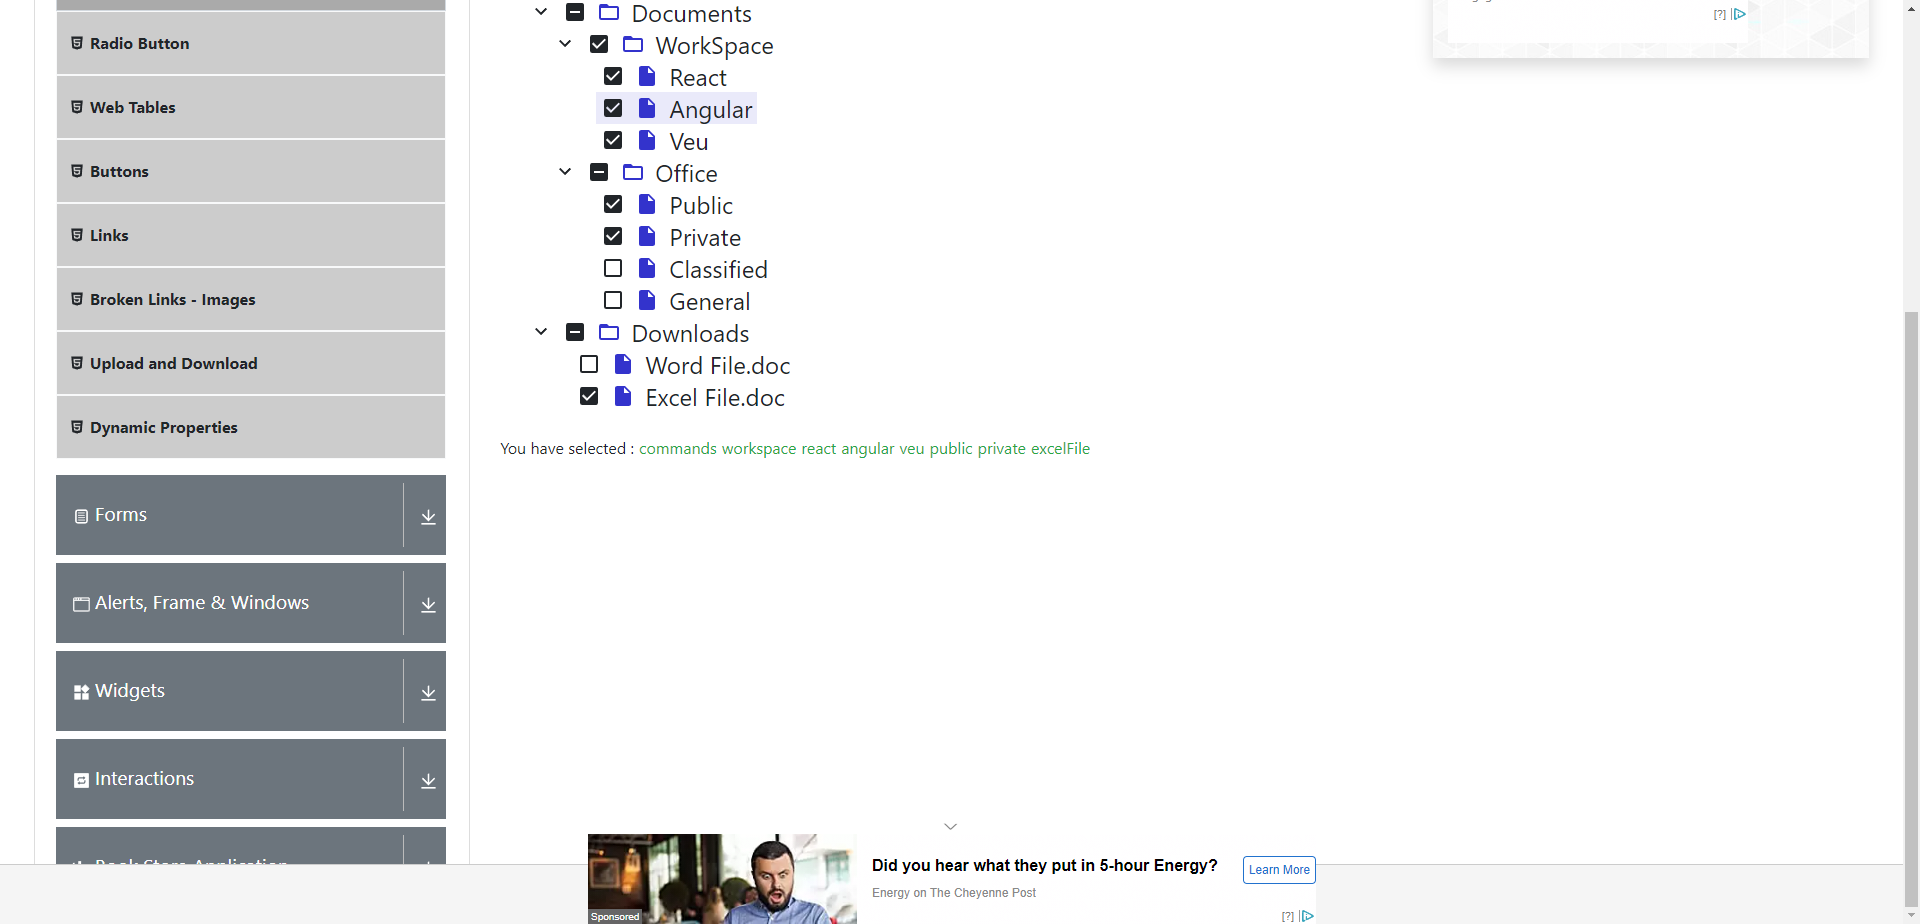 Radio Button
Web Tables
Buttons
Links
Broken Links - Images
Upload and Download
Dynamic Properties
Forms
Alerts, Frame & Windows
Widgets
Interactions
Book Store Application
Documents
WorkSpace
React
Angular
Veu
Office
Public
Private
Classified
General
Downloads
Word File.doc
Excel File.doc
You have selected : commands workspace react angular veu public private excelFile
[?]
Did you hear what they put in 5-hour Energy?
Energy on The Cheyenne Post
Learn More
Sponsored
[?]